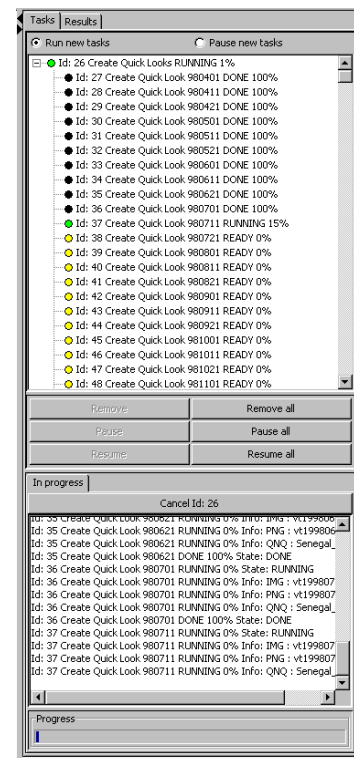 Tasks Results
Run new tasks Pause new tasks
Id: 26 Create Quick Looks RUNNING 1%
Id: 27 Create Quick Look 980401 DONE 100%
Id: 28 Create Quick Look 980411 DONE 100%
Id: 29 Create Quick Look 980421 DONE 100%
Id: 30 Create Quick Look 980501 DONE 100%
Id: 31 Create Quick Look 980511 DONE 100%
Id: 32 Create Quick Look 980521 DONE 100%
Id: 33 Create Quick Look 980601 DONE 100%
Id: 34 Create Quick Look 980611 DONE 100%
Id: 35 Create Quick Look 980621 DONE 100%
Id: 36 Create Quick Look 980701 DONE 100%
Id: 37 Create Quick Look 980711 RUNNING 15%
Id: 38 Create Quick Look 980721 READY 0%
Id: 39 Create Quick Look 980801 READY 0%
Id: 40 Create Quick Look 980811 READY 0%
Id: 41 Create Quick Look 980821 READY 0%
Id: 42 Create Quick Look 980901 READY 0%
Id: 43 Create Quick Look 980911 READY 0%
Id: 44 Create Quick Look 980921 READY 0%
Id: 45 Create Quick Look 981001 READY 0%
Id: 46 Create Quick Look 981011 READY 0%
Id: 47 Create Quick Look 981021 READY 0%
Id: 48 Create Quick Look 981101 READY 0%
Remove Remove all
Pause Pause all
Resume Resume all
In progress
Cancel Id: 26
Id: 35 Create Quick Look 980621 RUNNING 0% Info: IMG : vt199806
Id: 35 Create Quick Look 980621 RUNNING 0% Info: PNG : vt199806
Id: 35 Create Quick Look 980621 RUNNING 0% Info: QNQ : Senegal_
Id: 35 Create Quick Look 980621 DONE 100% State: DONE
Id: 36 Create Quick Look 980701 RUNNING 0% State: RUNNING
Id: 36 Create Quick Look 980701 RUNNING 0% Info: IMG : vt199807
Id: 36 Create Quick Look 980701 RUNNING 0% Info: PNG : vt199807
Id: 36 Create Quick Look 980701 RUNNING 0% Info: QNQ : Senegal_
Id: 36 Create Quick Look 980701 DONE 100% State: DONE
Id: 37 Create Quick Look 980711 RUNNING 0% State: RUNNING
Id: 37 Create Quick Look 980711 RUNNING 0% Info: IMG : vt199807
Id: 37 Create Quick Look 980711 RUNNING 0% Info: PNG : vt199807
Id: 37 Create Quick Look 980711 RUNNING 0% Info: QNQ : Senegal_
Progress